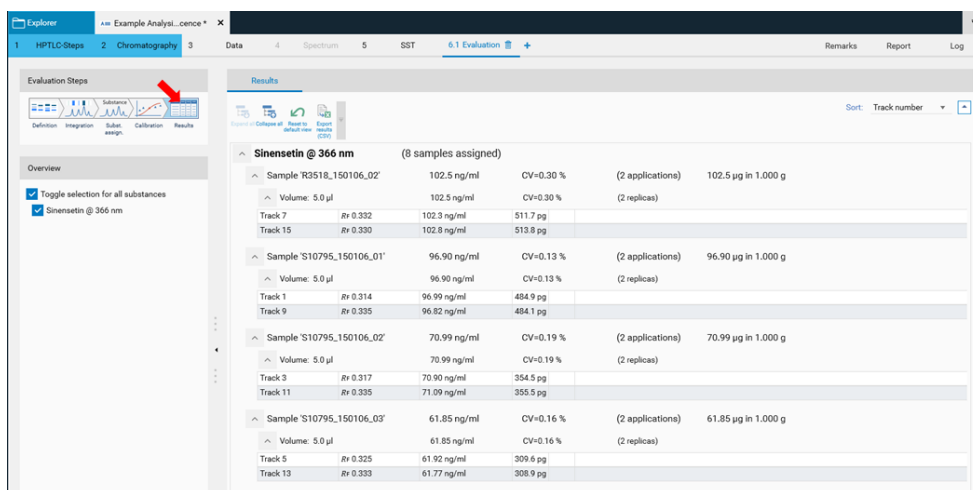 Explorer Example Analysi...cence * ×
1 HPTLC-Steps 2 Chromatography 3 Data 4 Spectrum 5 SST 6.1 Evaluation + Remarks Report Log
Evaluation Steps
Substance
Definition Integration Subst. assign. Calibration Results
Overview
Toggle selection for all substances
Sinensetin @ 366 nm
Results
Sort: Track number
Export all Collapse all Reset to default view Export results (CSV)
Sinensetin @ 366 nm (8 samples assigned)
Sample 'R3518_150106_02' 102.5 ng/ml CV=0.30 % (2 applications) 102.5 µg in 1.000 g
Volume: 5.0 µl 102.5 ng/ml CV=0.30 % (2 replicas)
Track 7 RF 0.332 102.3 ng/ml 511.7 pg
Track 15 RF 0.330 102.8 ng/ml 513.8 pg
Sample 'S10795_150106_01' 96.90 ng/ml CV=0.13 % (2 applications) 96.90 µg in 1.000 g
Volume: 5.0 µl 96.90 ng/ml CV=0.13 % (2 replicas)
Track 1 RF 0.314 96.99 ng/ml 484.9 pg
Track 9 RF 0.335 96.82 ng/ml 484.1 pg
Sample 'S10795_150106_02' 70.99 ng/ml CV=0.19 % (2 applications) 70.99 µg in 1.000 g
Volume: 5.0 µl 70.99 ng/ml CV=0.19 % (2 replicas)
Track 3 RF 0.317 70.90 ng/ml 354.5 pg
Track 11 RF 0.335 71.09 ng/ml 355.5 pg
Sample 'S10795_150106_03' 61.85 ng/ml CV=0.16 % (2 applications) 61.85 µg in 1.000 g
Volume: 5.0 µl 61.85 ng/ml CV=0.16 % (2 replicas)
Track 5 RF 0.325 61.92 ng/ml 309.6 pg
Track 13 RF 0.333 61.77 ng/ml 308.9 pg